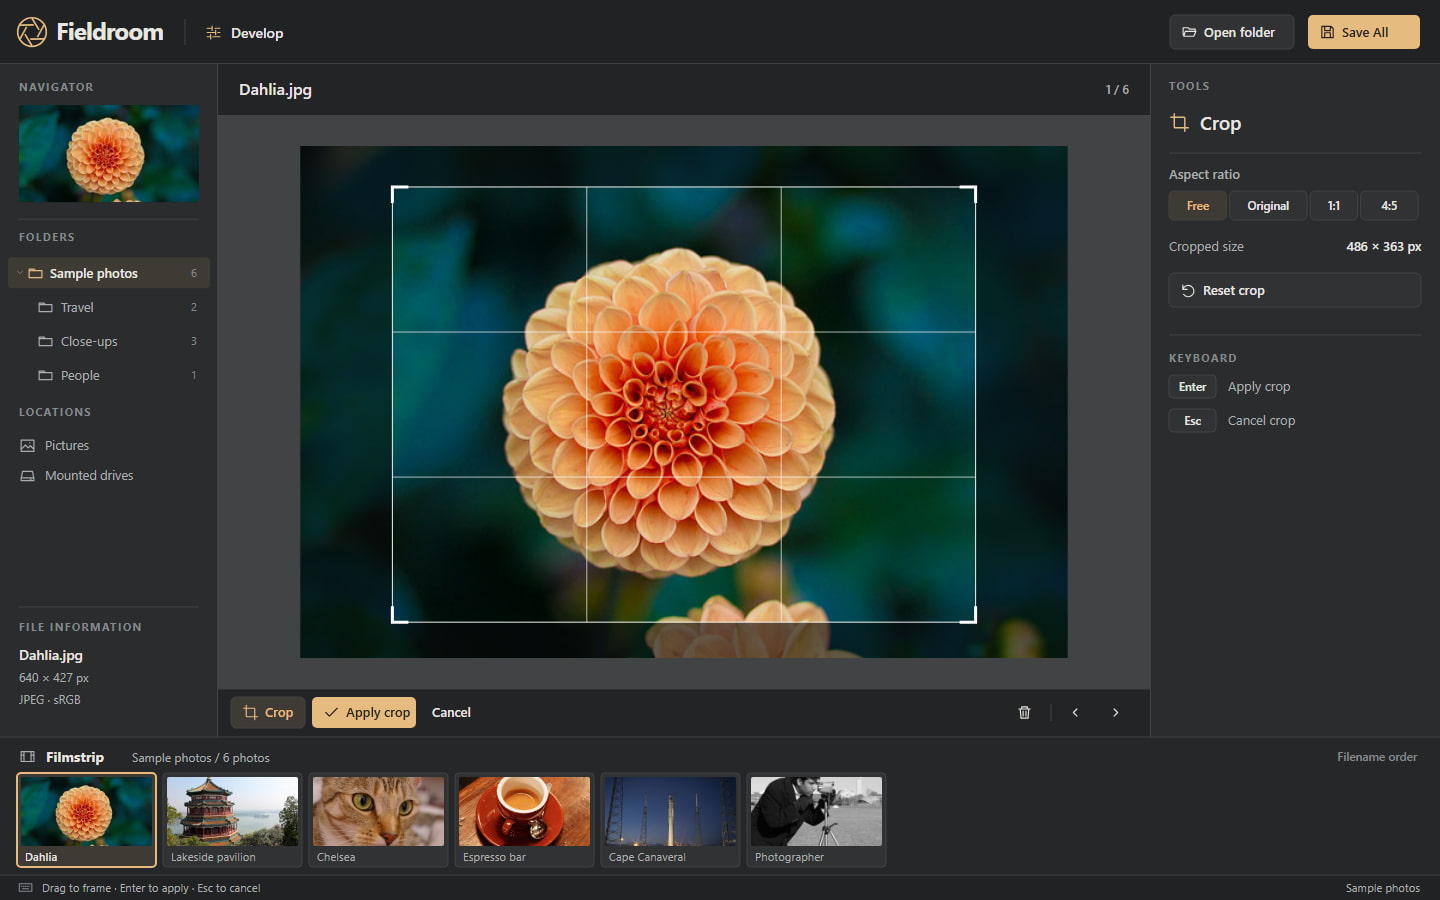 Fieldroom
Develop
Open folder
Save All
NAVIGATOR
FOLDERS
Sample photos 6
Travel 2
Close-ups 3
People 1
LOCATIONS
Pictures
Mounted drives
FILE INFORMATION
Dahlia.jpg
640 × 427 px
JPEG · sRGB
Dahlia.jpg
1 / 6
Crop
Apply crop
Cancel
TOOLS
Crop
Aspect ratio
Free
Original
1:1
4:5
Cropped size 486 × 363 px
Reset crop
KEYBOARD
Enter Apply crop
Esc Cancel crop
Filmstrip
Sample photos / 6 photos
Filename order
Dahlia
Lakeside pavilion
Chelsea
Espresso bar
Cape Canaveral
Photographer
Drag to frame · Enter to apply · Esc to cancel
Sample photos